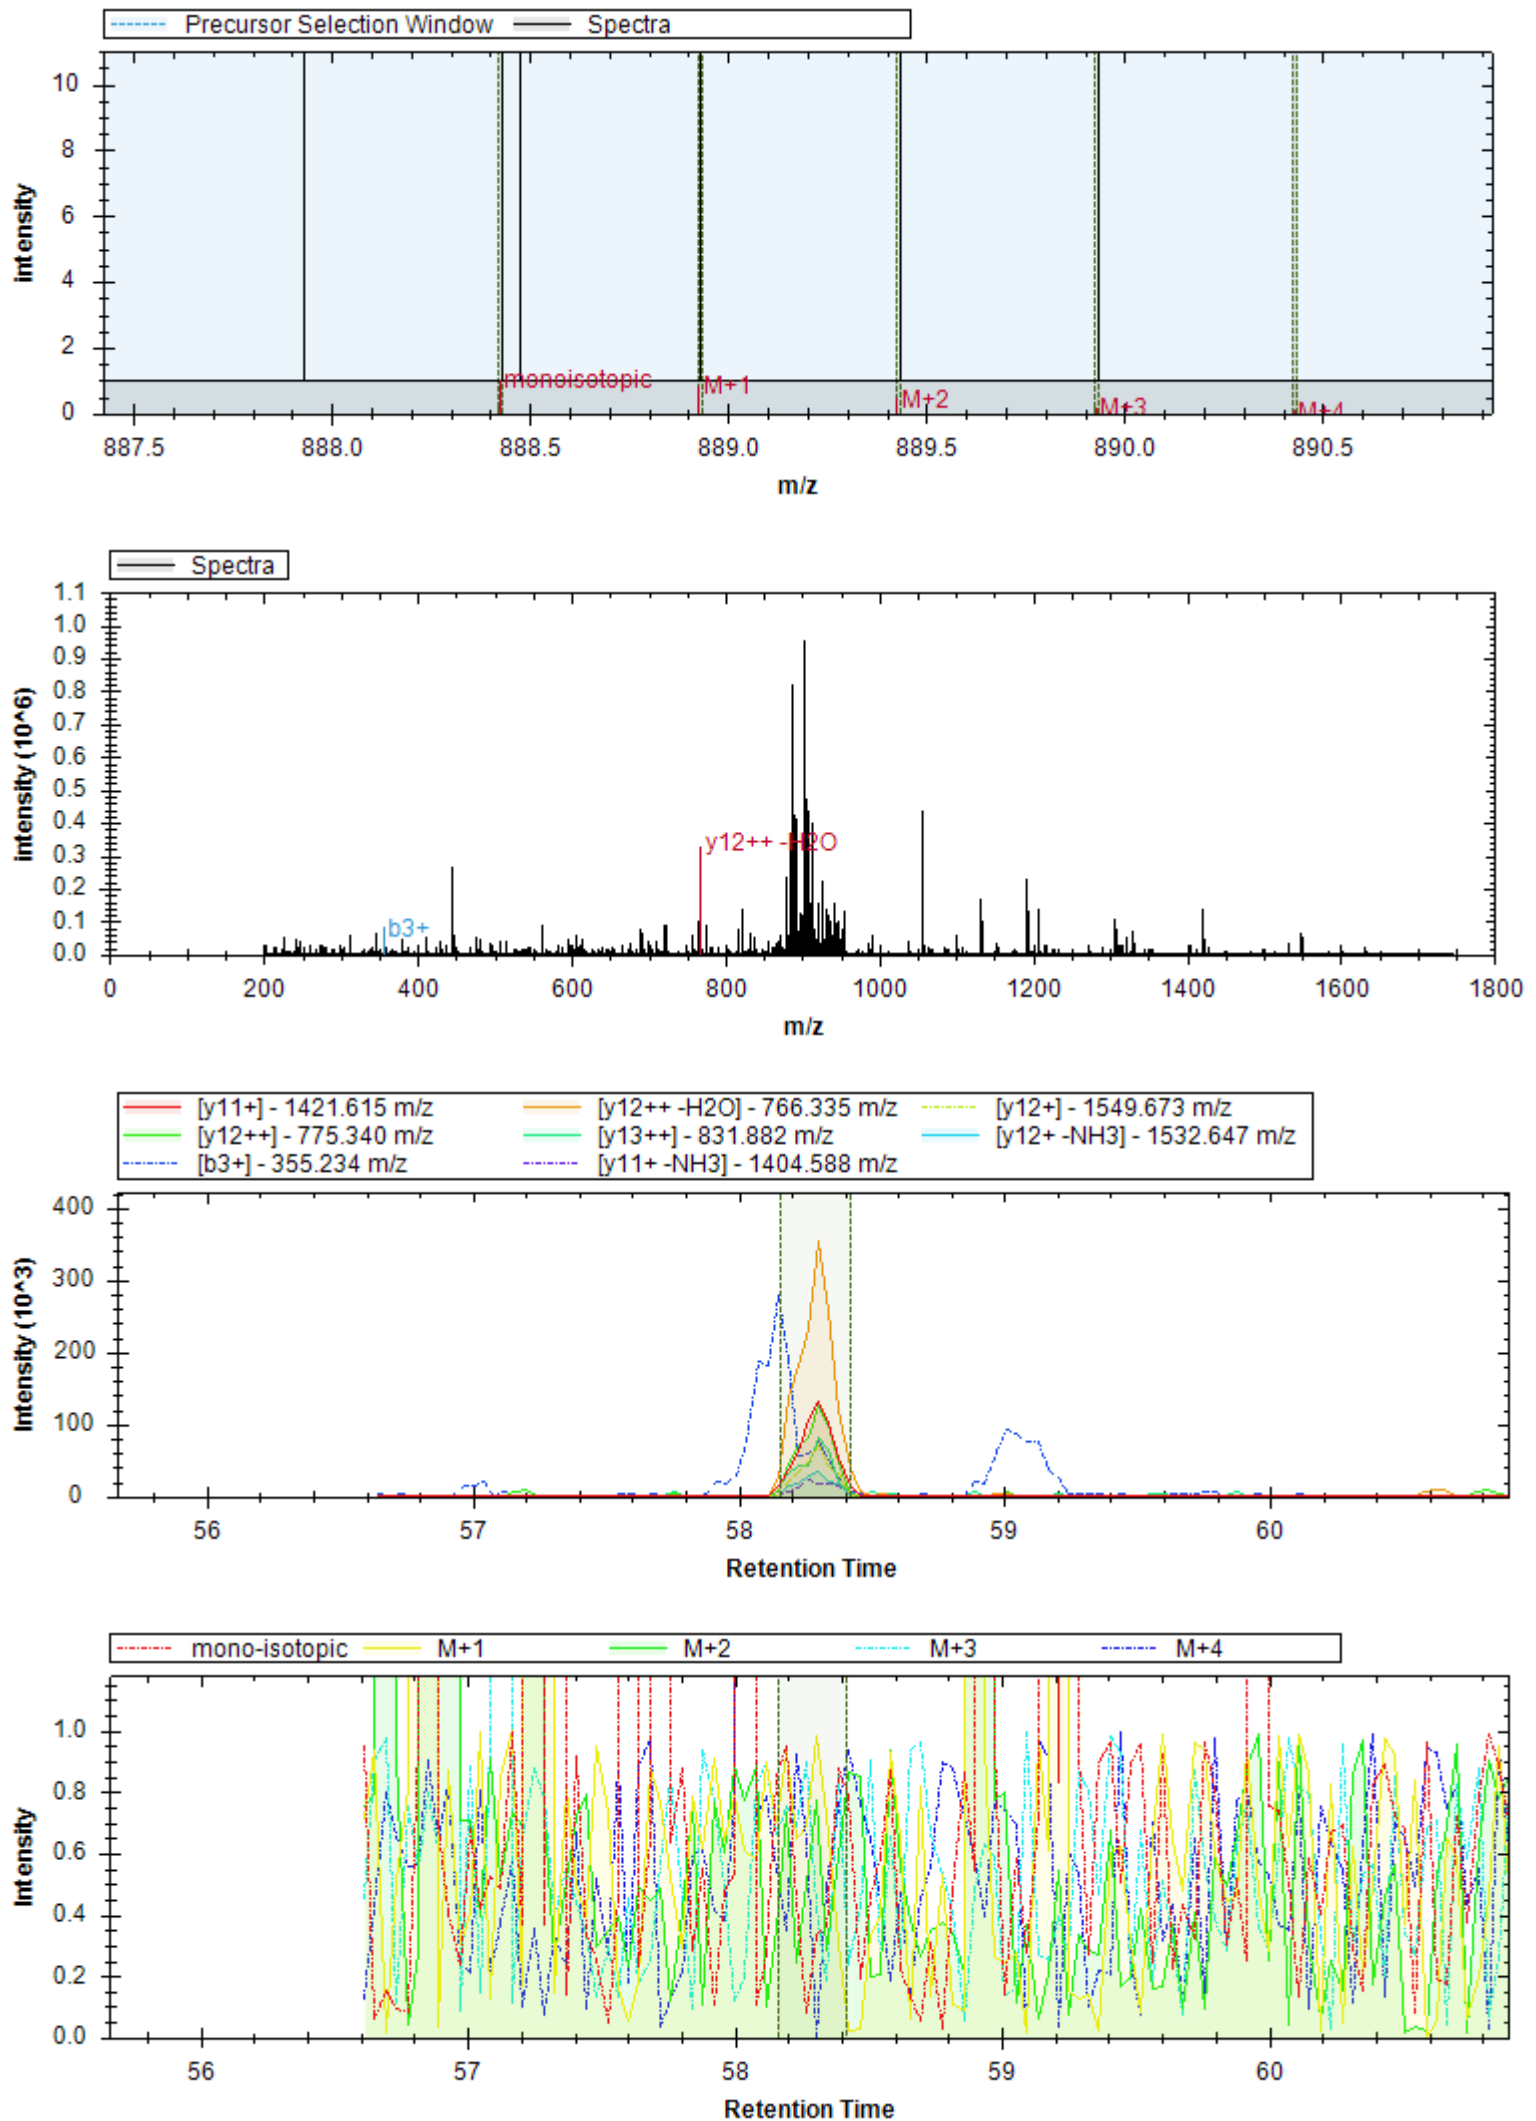 Precursor Selection Window Spectra
10
8
6
4
2
0
intensity
monoisotopic M+1 M+2 M+3 M+4
887.5 888.0 888.5 889.0 889.5 890.0 890.5
m/z
Spectra
1.1
1.0
0.9
0.8
0.7
0.6
0.5
0.4
0.3
0.2
0.1
0.0
intensity (10^6)
y12++ -H2O
b3+
0 200 400 600 800 1000 1200 1400 1600 1800
m/z
[y11+] - 1421.615 m/z [y12++ -H2O] - 766.335 m/z [y12+] - 1549.673 m/z
[y12++] - 775.340 m/z [y13++] - 831.882 m/z [y12+ -NH3] - 1532.647 m/z
[b3+] - 355.234 m/z [y11+ -NH3] - 1404.588 m/z
400
300
200
100
0
Intensity (10^3)
56 57 58 59 60
Retention Time
mono-isotopic M+1 M+2 M+3 M+4
1.0
0.8
0.6
0.4
0.2
0.0
Intensity
56 57 58 59 60
Retention Time